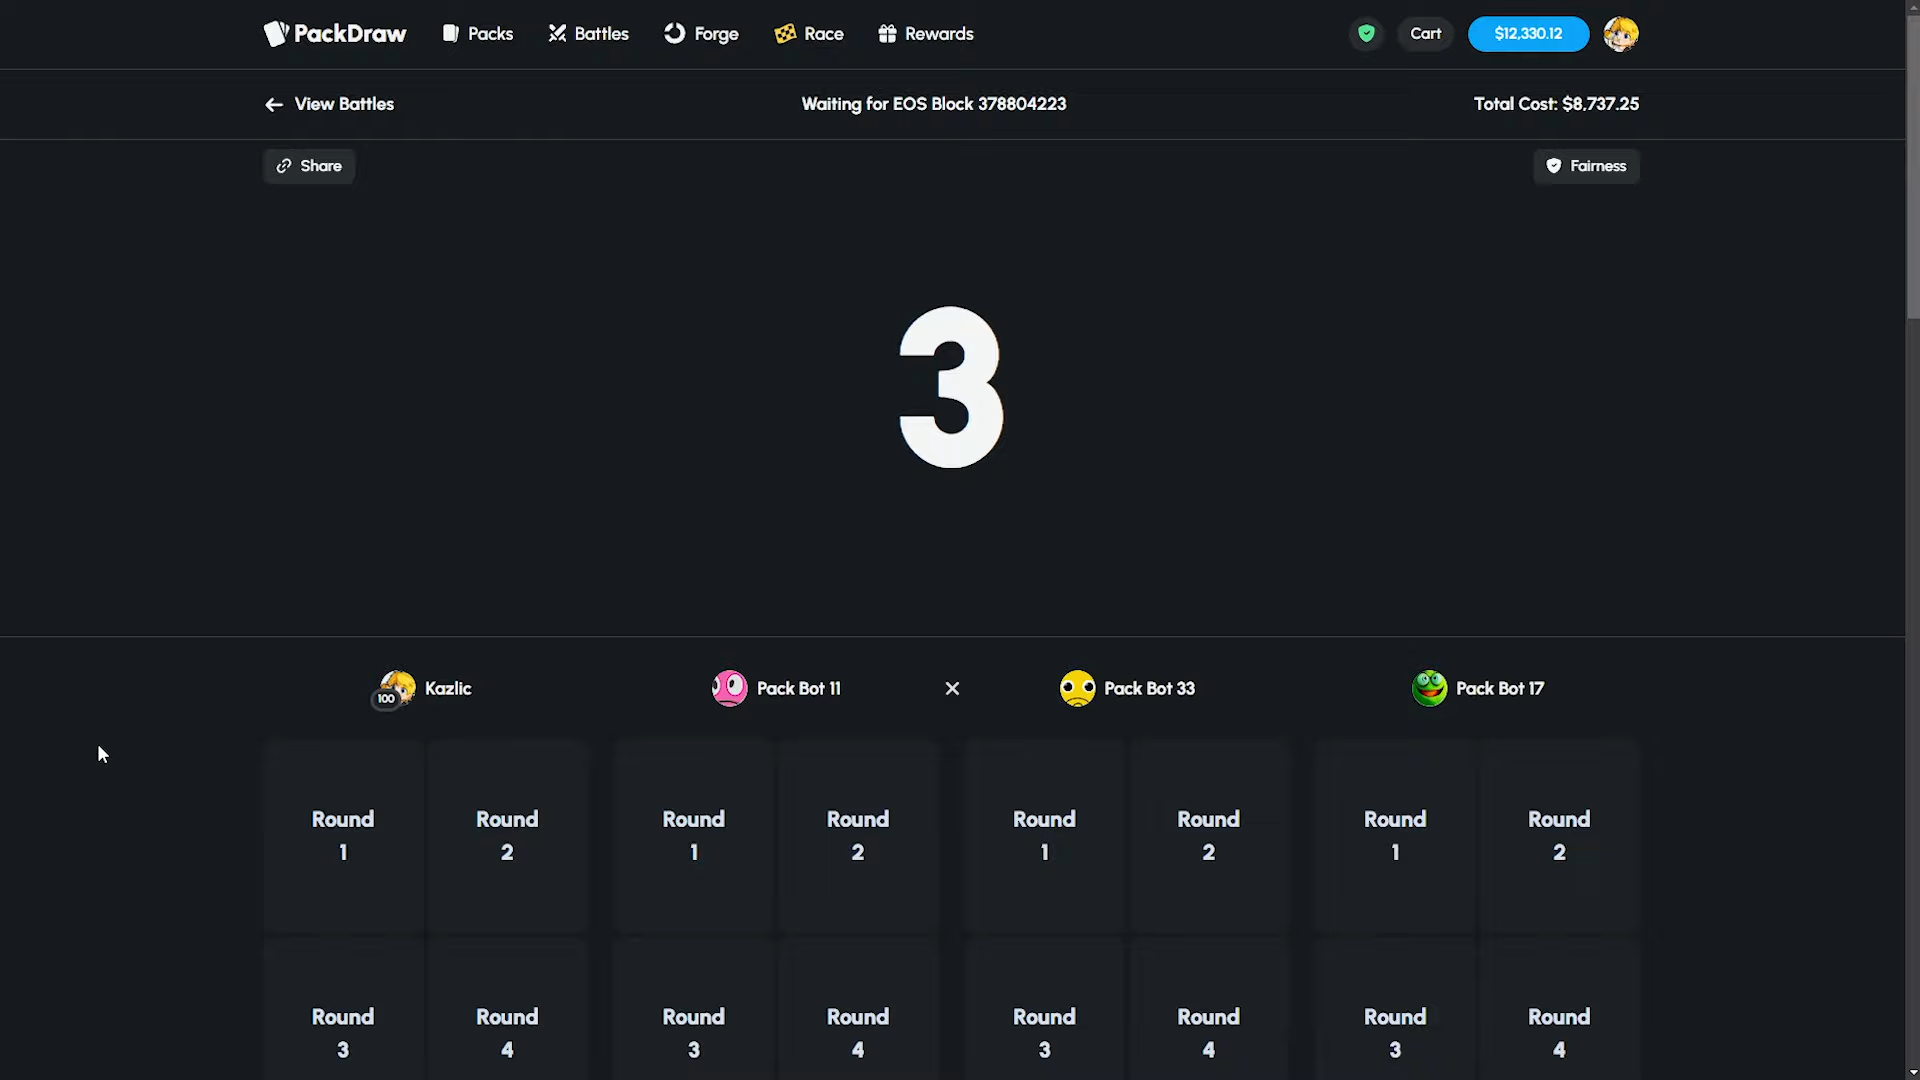 PackDraw Packs Battles Forge Race Rewards Cart $12,330.12
View Battles Waiting for EOS Block 378804223 Total Cost: $8,737.25
Share Fairness
3
100 Kazlic Pack Bot 11 Pack Bot 33 Pack Bot 17
Round Round Round Round Round Round Round Round
1 2 1 2 1 2 1 2
Round Round Round Round Round Round Round Round
3 4 3 4 3 4 3 4